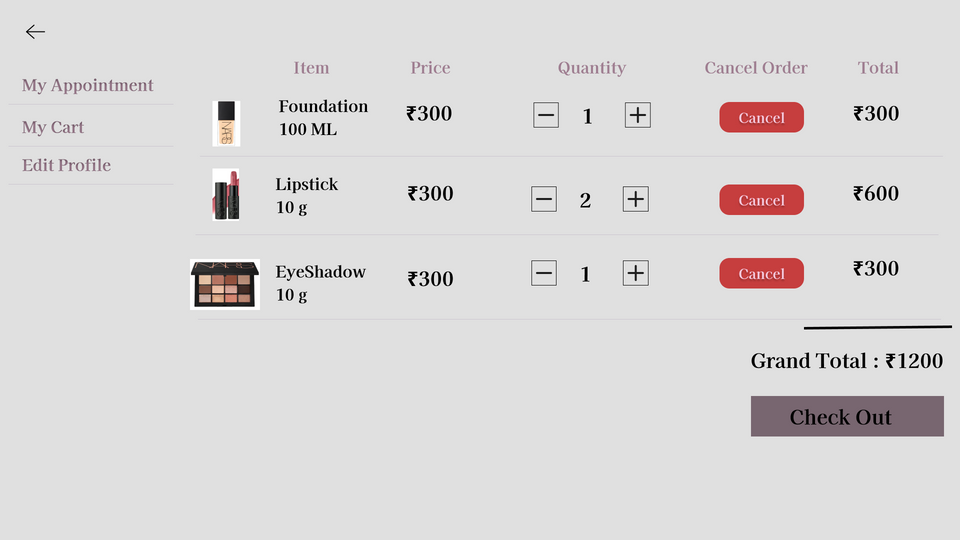 My Appointment
My Cart
Edit Profile
Item Price Quantity Cancel Order Total
Foundation
100 ML
₹300 1 Cancel ₹300
NARS
Lipstick
10 g
₹300 2 Cancel ₹600
EyeShadow
10 g
₹300 1 Cancel ₹300
Grand Total : ₹1200
Check Out